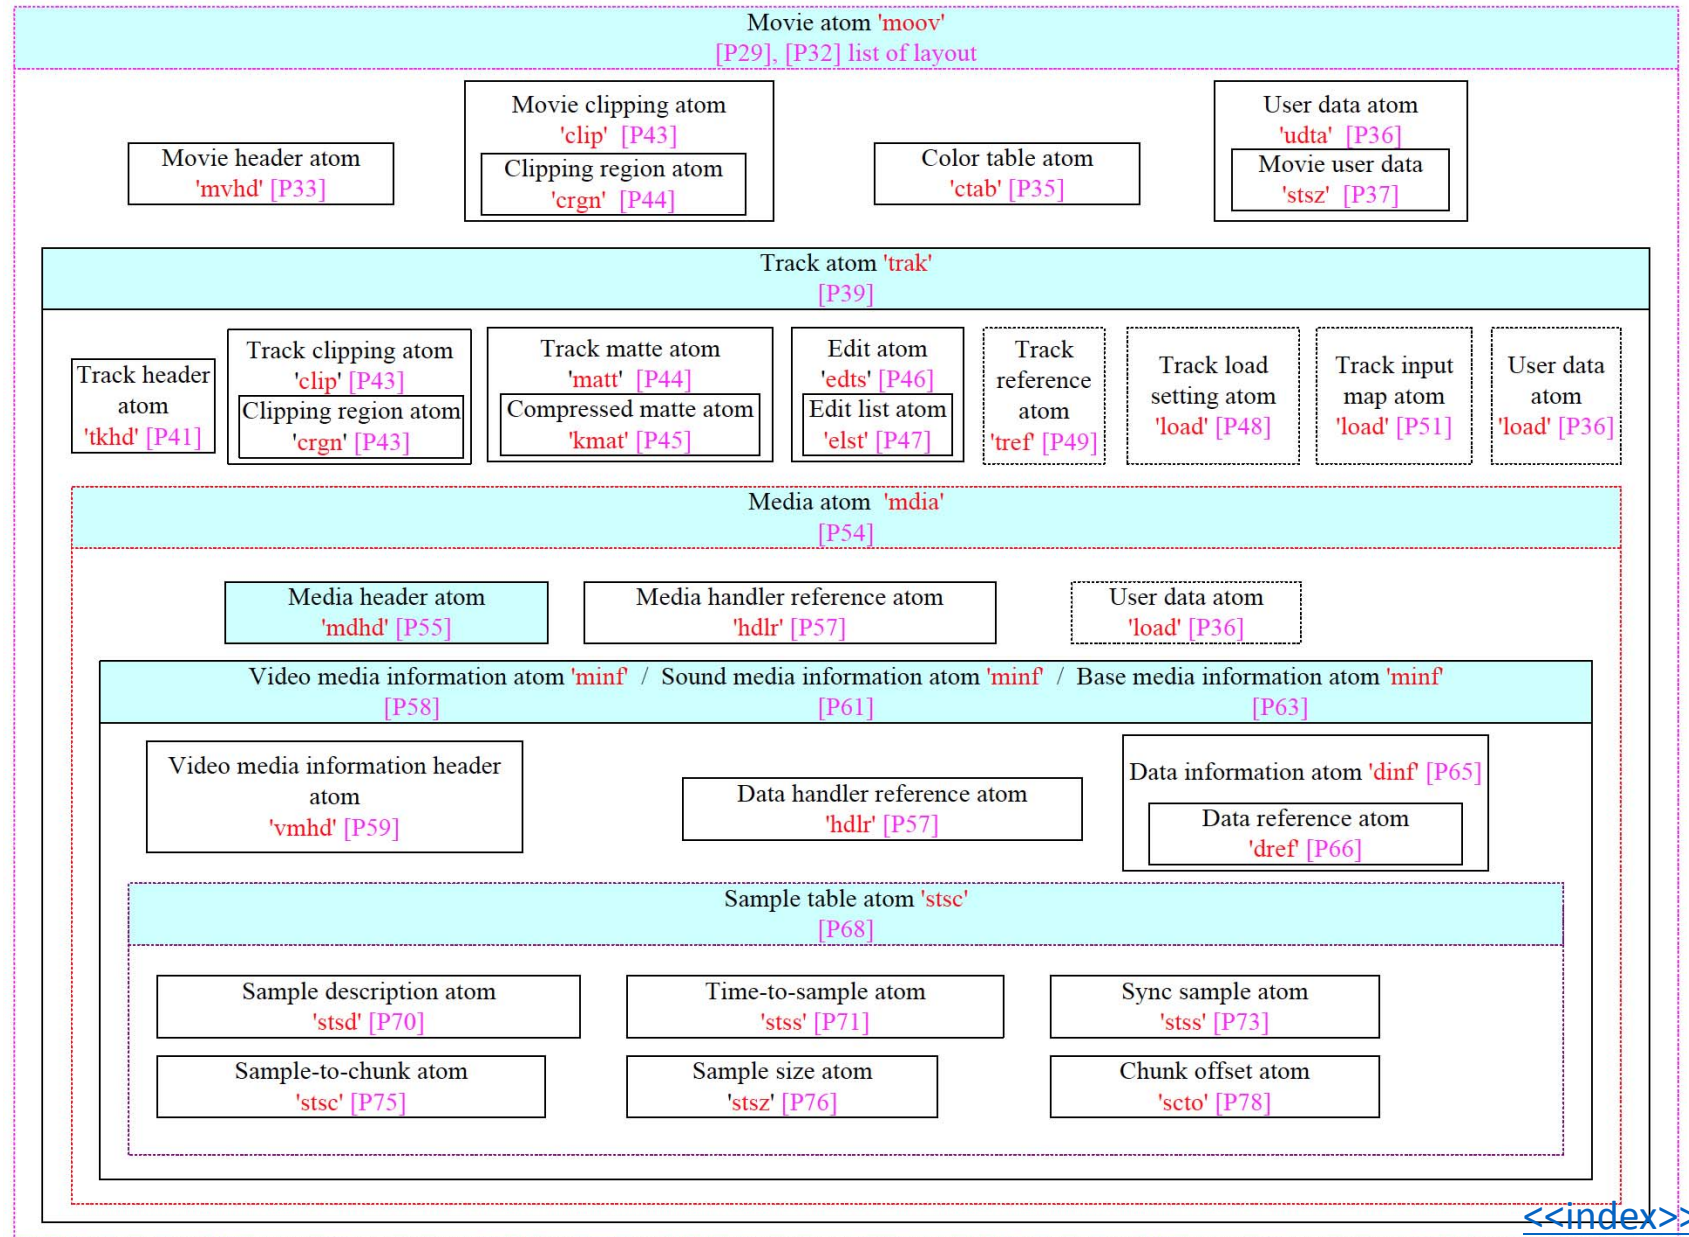 Movie atom 'moov'
[P29], [P32] list of layout
Movie header atom
'mvhd' [P33]
Movie clipping atom
'clip' [P43]
Clipping region atom
'crgn' [P44]
Color table atom
'ctab' [P35]
User data atom
'udta' [P36]
Movie user data
'stsz' [P37]
Track atom 'trak'
[P39]
Track header
atom
'tkhd' [P41]
Track clipping atom
'clip' [P43]
Clipping region atom
'crgn' [P43]
Track matte atom
'matt' [P44]
Compressed matte atom
'kmat' [P45]
Edit atom
'edts' [P46]
Edit list atom
'elst' [P47]
Track
reference
atom
'tref' [P49]
Track load
setting atom
'load' [P48]
Track input
map atom
'load' [P51]
User data
atom
'load' [P36]
Media atom 'mdia'
[P54]
Media header atom
'mdhd' [P55]
Media handler reference atom
'hdlr' [P57]
User data atom
'load' [P36]
Video media information atom 'minf' / Sound media information atom 'minf' / Base media information atom 'minf'
[P58] [P61] [P63]
Video media information header
atom
'vmhd' [P59]
Data handler reference atom
'hdlr' [P57]
Data information atom 'dinf' [P65]
Data reference atom
'dref' [P66]
Sample table atom 'stsc'
[P68]
Sample description atom
'stsd' [P70]
Time-to-sample atom
'stss' [P71]
Sync sample atom
'stss' [P73]
Sample-to-chunk atom
'stsc' [P75]
Sample size atom
'stsz' [P76]
Chunk offset atom
'scto' [P78]
<<index>>